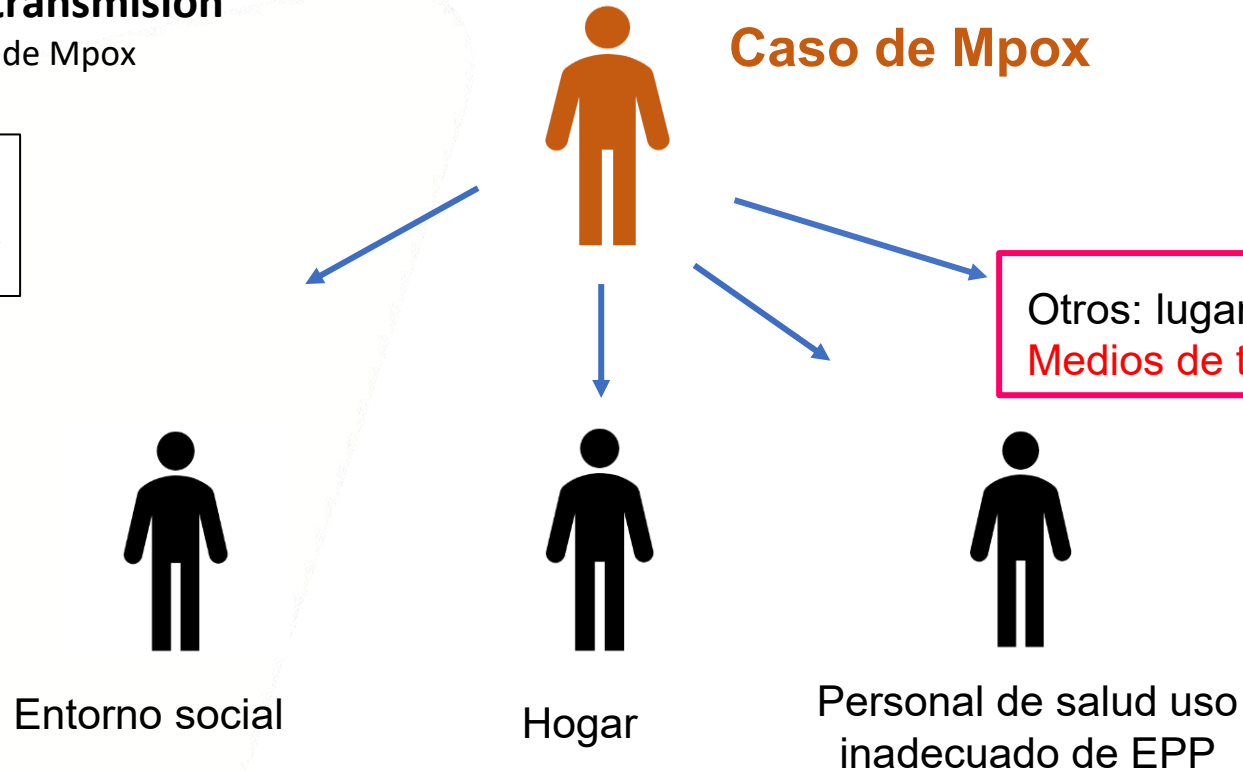 transmisión
de Mpox
Caso de Mpox
Otros: lugar
Medios de t
Entorno social
Hogar
Personal de salud uso
inadecuado de EPP